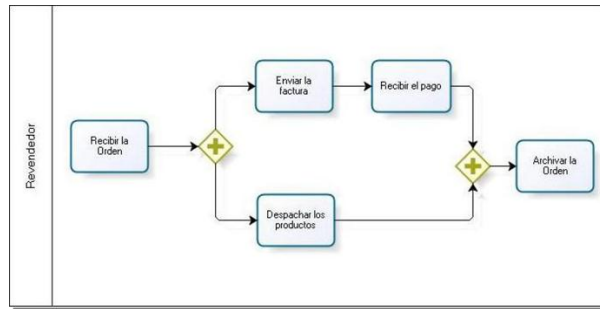 Revendedor
Recibir la
Orden
Enviar la
factura
Recibir el pago
Despachar los
productos
Archivar la
Orden